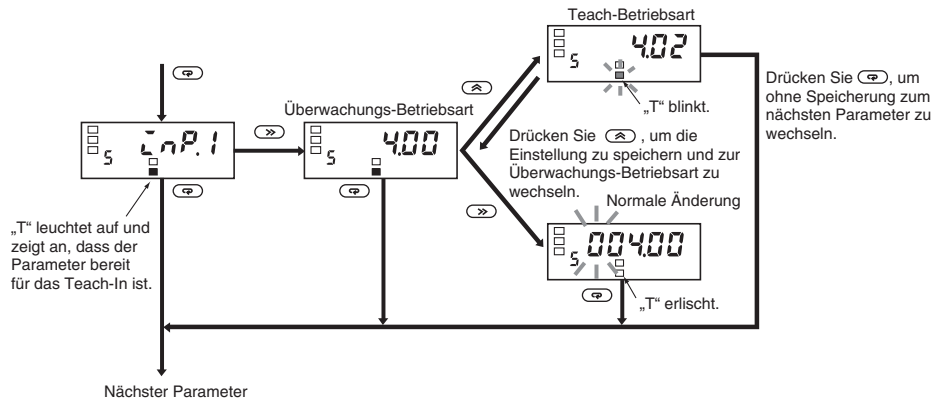 Teach-Betriebsart
4.02
S
„T“ blinkt.
Drücken Sie , um
ohne Speicherung zum
nächsten Parameter zu
wechseln.
Überwachungs-Betriebsart
inP.1
S
4.00
S
Drücken Sie , um die
Einstellung zu speichern und zur
Überwachungs-Betriebsart zu
wechseln.
Normale Änderung
004.00
S
„T“ erlischt.
„T“ leuchtet auf und
zeigt an, dass der
Parameter bereit
für das Teach-In ist.
Nächster Parameter